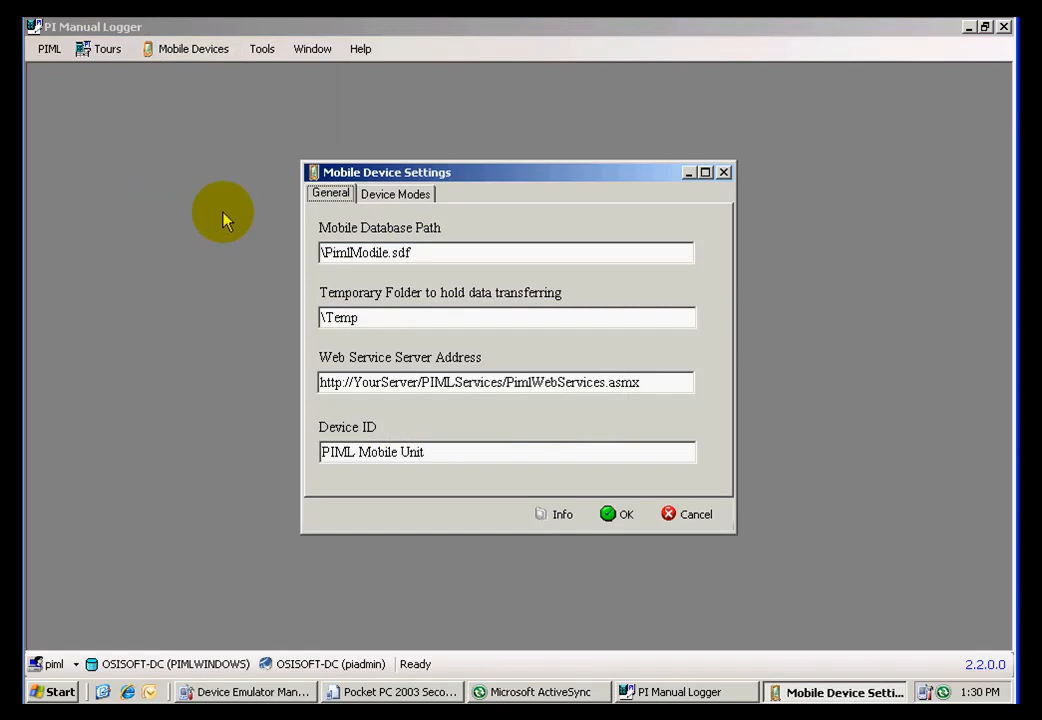 PI Manual Logger
PIML Tours Mobile Devices Tools Window Help
Mobile Device Settings
General Device Modes
Mobile Database Path
\PimlModile.sdf
Temporary Folder to hold data transferring
\Temp
Web Service Server Address
http://YourServer/PIMLServices/PimlWebServices.asmx
Device ID
PIML Mobile Unit
Info OK Cancel
piml OSISOFT-DC (PIMLWINDOWS) OSISOFT-DC (piadmin) Ready 2.2.0.0
Start Device Emulator Man... Pocket PC 2003 Seco... Microsoft ActiveSync PI Manual Logger Mobile Device Setti... 1:30 PM